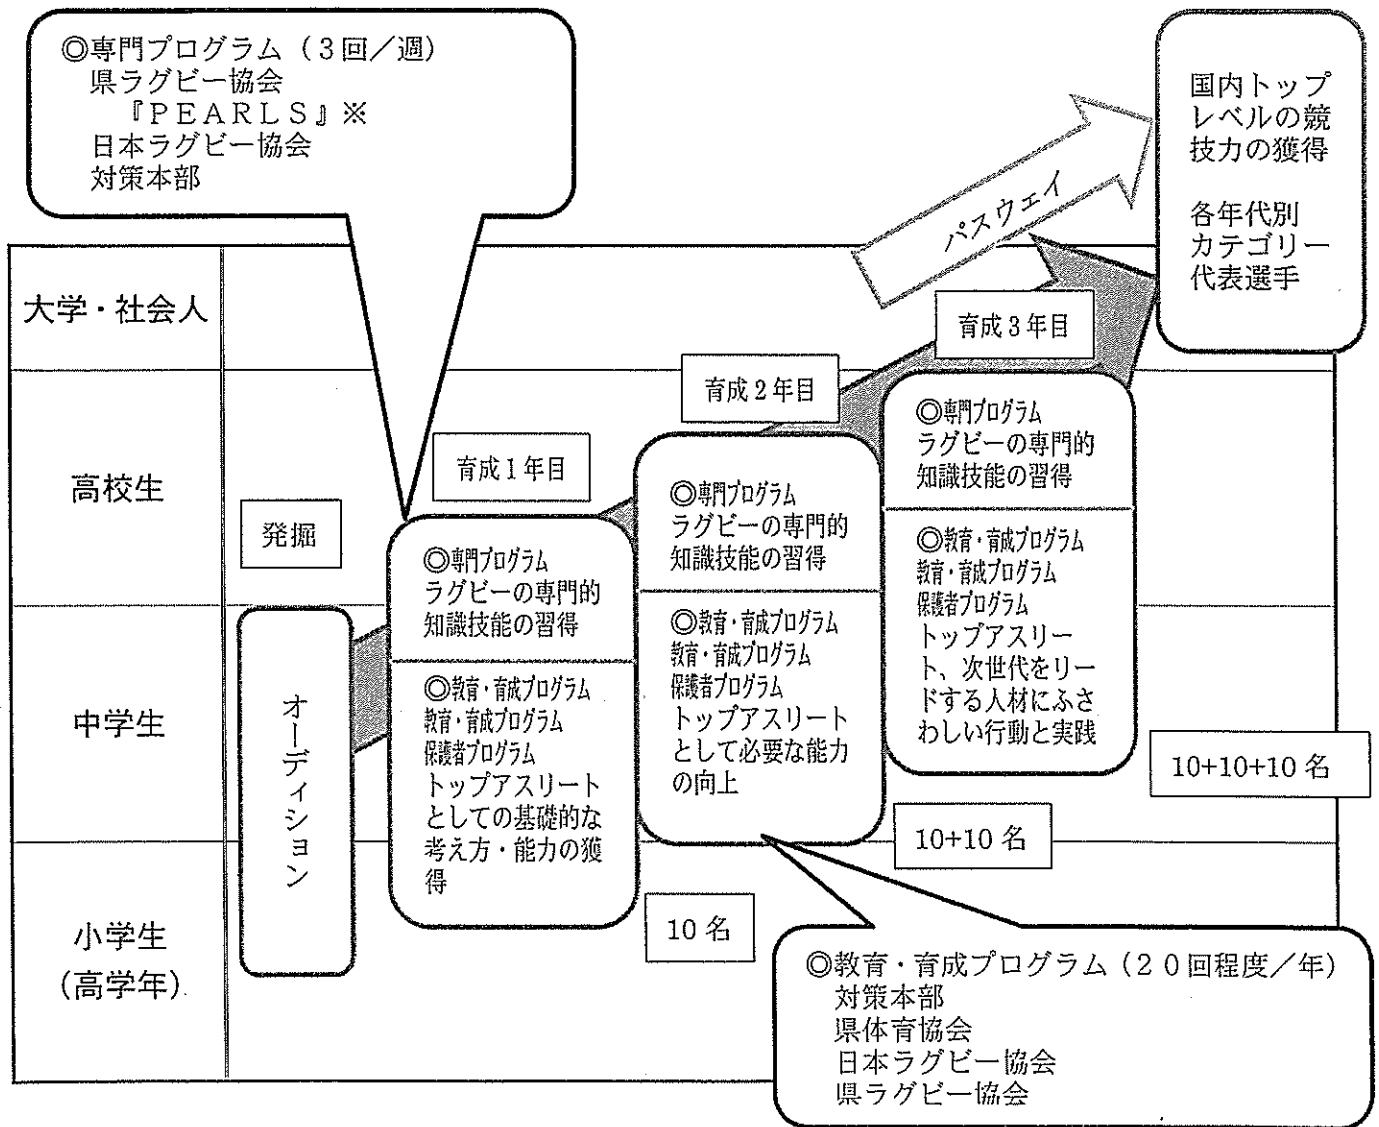 ◎専門プログラム（3回／週）
県ラグビー協会
『PEARLS』※
日本ラグビー協会
対策本部
国内トップ
レベルの競
技力の獲得
各年代別
カテゴリー
代表選手
パスウェイ
大学・社会人
高校生
中学生
小学生
（高学年）
発掘
オーディション
育成1年目
◎専門プログラム
ラグビーの専門的
知識技能の習得
◎教育・育成プログラム
教育・育成プログラム
保護者プログラム
トップアスリート
としての基礎的な
考え方・能力の獲
得
10名
育成2年目
◎専門プログラム
ラグビーの専門的
知識技能の習得
◎教育・育成プログラム
教育・育成プログラム
保護者プログラム
トップアスリート
として必要な能力
の向上
10+10名
育成3年目
◎専門プログラム
ラグビーの専門的
知識技能の習得
◎教育・育成プログラム
教育・育成プログラム
保護者プログラム
トップアスリー
ト、次世代をリー
ドする人材にふさ
わしい行動と実践
10+10+10名
◎教育・育成プログラム（20回程度／年）
対策本部
県体育協会
日本ラグビー協会
県ラグビー協会